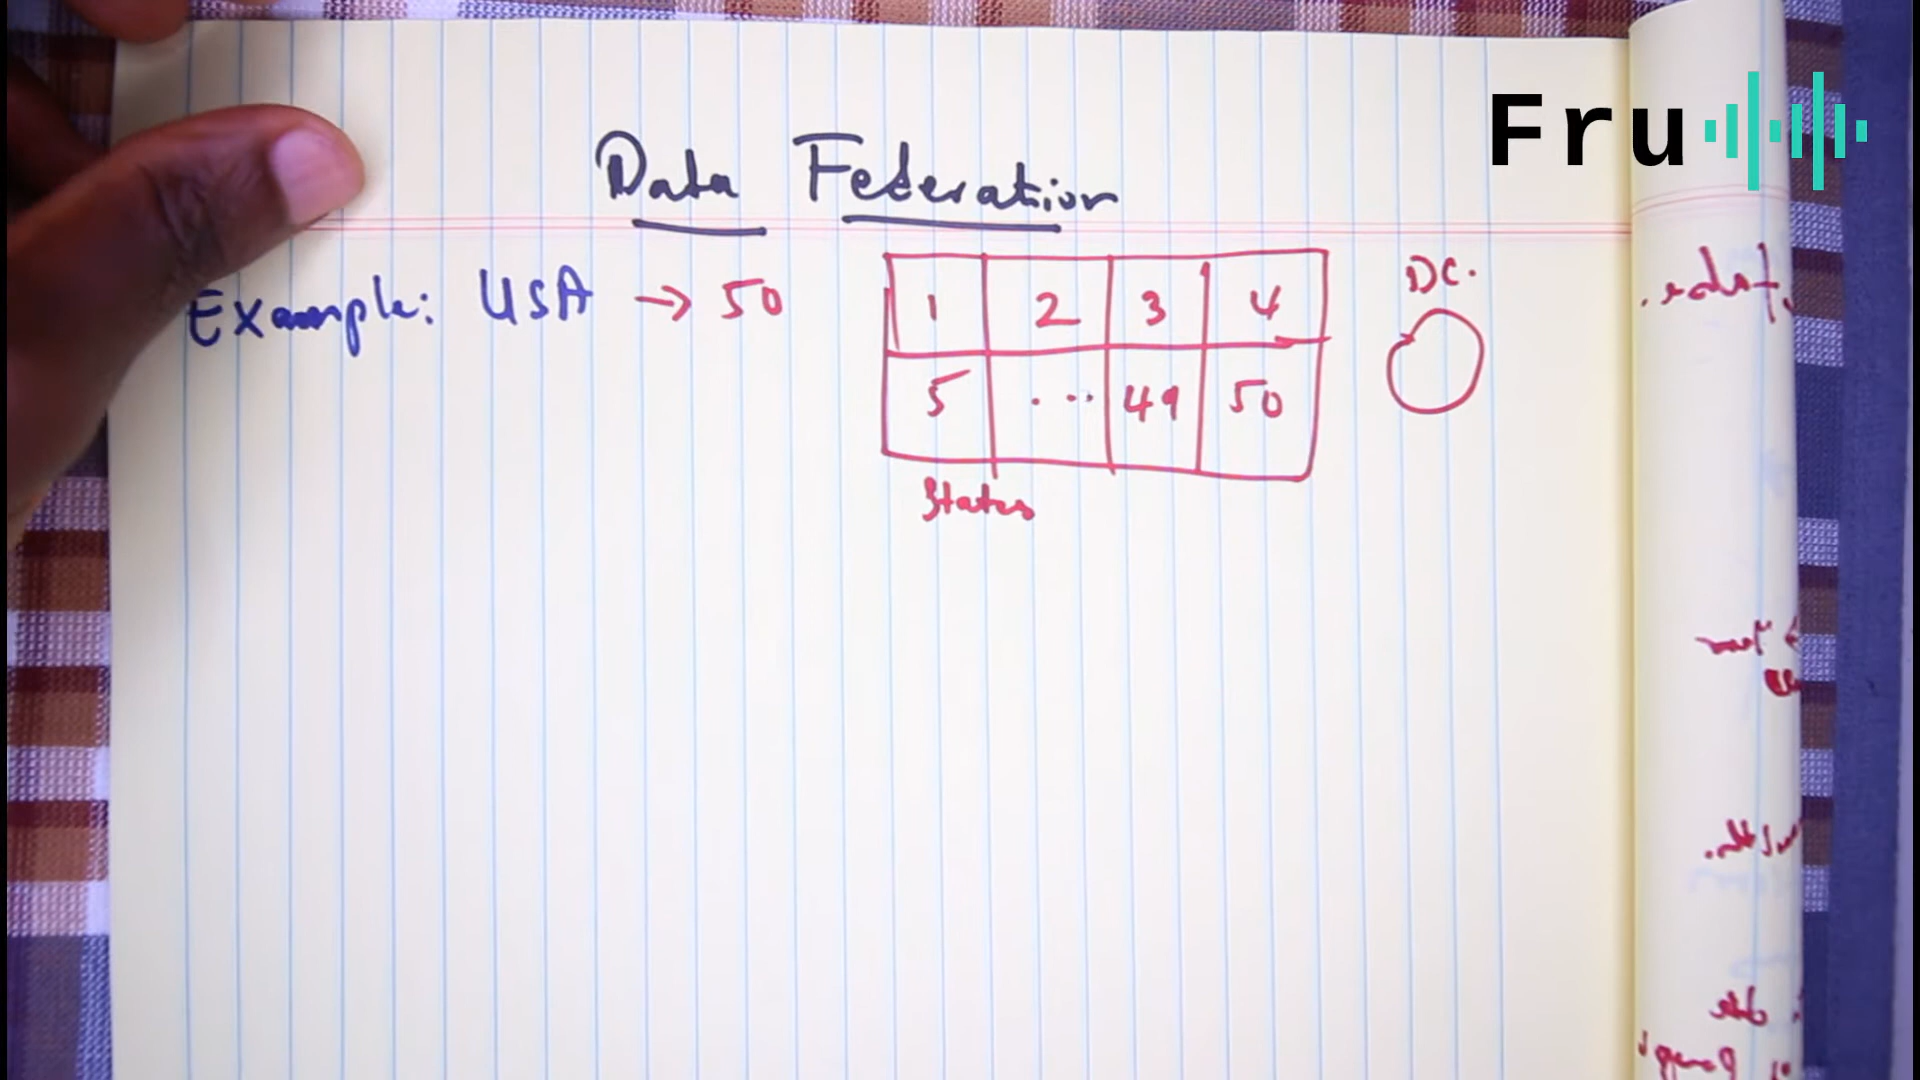 Fru
Data Federation
Example: USA → 50
1 2 3 4
5 ... 49 50
States
DC.